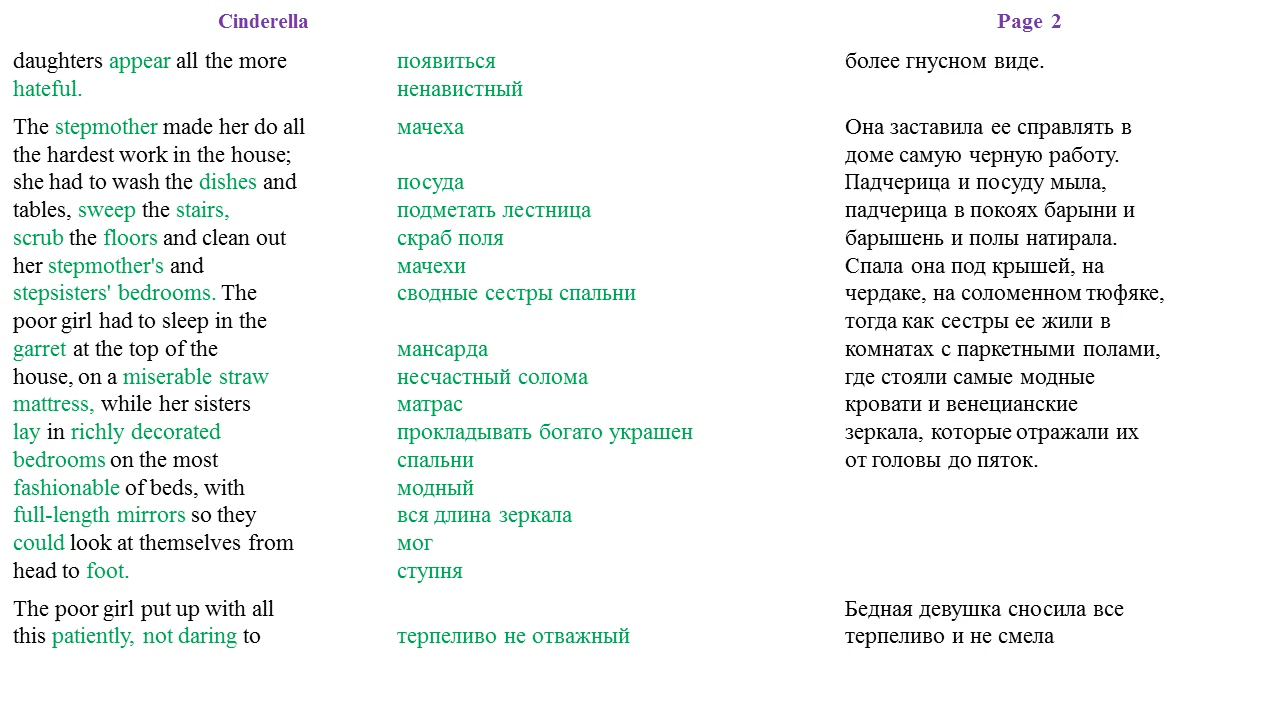 Cinderella
Page 2
daughters appear all the more
hateful.
появиться
ненавистный
более гнусном виде.
The stepmother made her do all
the hardest work in the house;
she had to wash the dishes and
tables, sweep the stairs,
scrub the floors and clean out
her stepmother's and
stepsisters' bedrooms. The
poor girl had to sleep in the
garret at the top of the
house, on a miserable straw
mattress, while her sisters
lay in richly decorated
bedrooms on the most
fashionable of beds, with
full-length mirrors so they
could look at themselves from
head to foot.
мачеха
посуда
подметать лестница
скраб поля
мачехи
сводные сестры спальни
мансарда
несчастный солома
матрас
прокладывать богато украшен
спальни
модный
вся длина зеркала
мог
ступня
Она заставила ее справлять в
доме самую черную работу.
Падчерица и посуду мыла,
падчерица в покоях барыни и
барышень и полы натирала.
Спала она под крышей, на
чердаке, на соломенном тюфяке,
тогда как сестры ее жили в
комнатах с паркетными полами,
где стояли самые модные
кровати и венецианские
зеркала, которые отражали их
от головы до пяток.
The poor girl put up with all
this patiently, not daring to
терпеливо не отважный
Бедная девушка сносила все
терпеливо и не смела